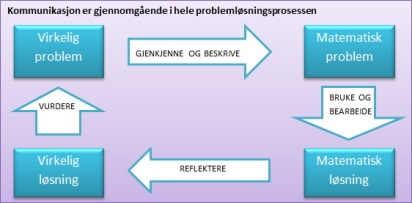 Kommunikasjon er gjennomgående i hele problemløsningsprosessen
Virkelig
problem
GJENKJENNE OG BESKRIVE
Matematisk
problem
BRUKE OG
BEARBEIDE
Matematisk
løsning
REFLEKTERE
Virkelig
løsning
VURDERE